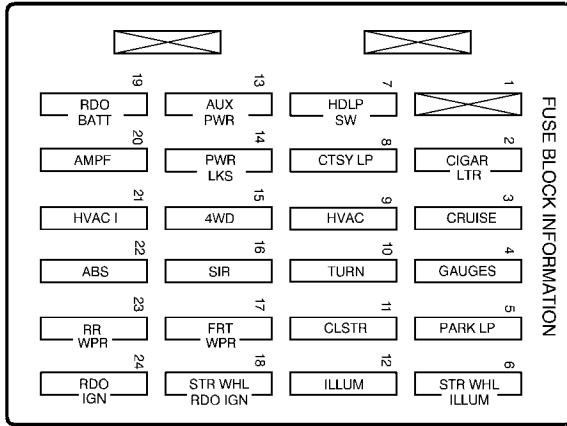 FUSE BLOCK INFORMATION
19 13 7 1
RDO BATT AUX PWR HDLP SW
20 14 8 2
AMPF PWR LKS CTSY LP CIGAR LTR
21 15 9 3
HVAC I 4WD HVAC CRUISE
22 16 10 4
ABS SIR TURN GAUGES
23 17 11 5
RR WPR FRT WPR CLSTR PARK LP
24 18 12 6
RDO IGN STR WHL RDO IGN ILLUM STR WHL ILLUM